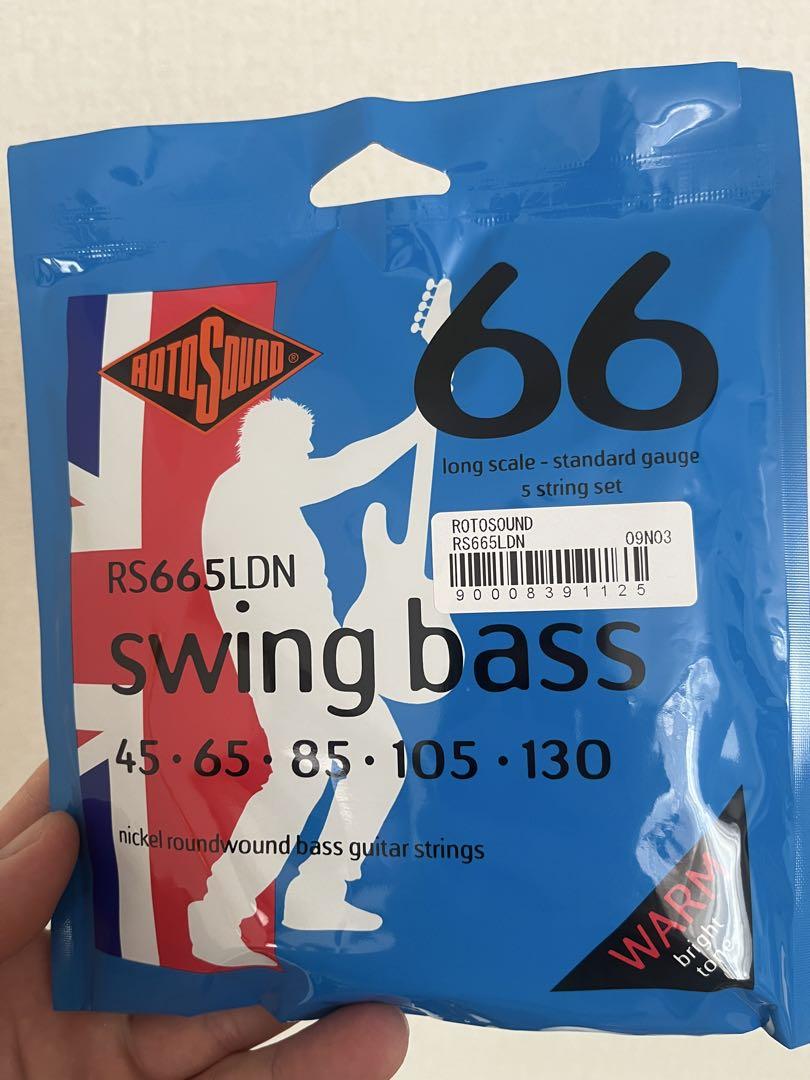 66
ROTOSOUND®
long scale - standard gauge
5 string set
ROTOSOUND
RS665LDN 09N03
90008391125
RS665LDN
swing bass
45 · 65 · 85 · 105 · 130
nickel roundwound bass guitar strings
WARM
bright
tone